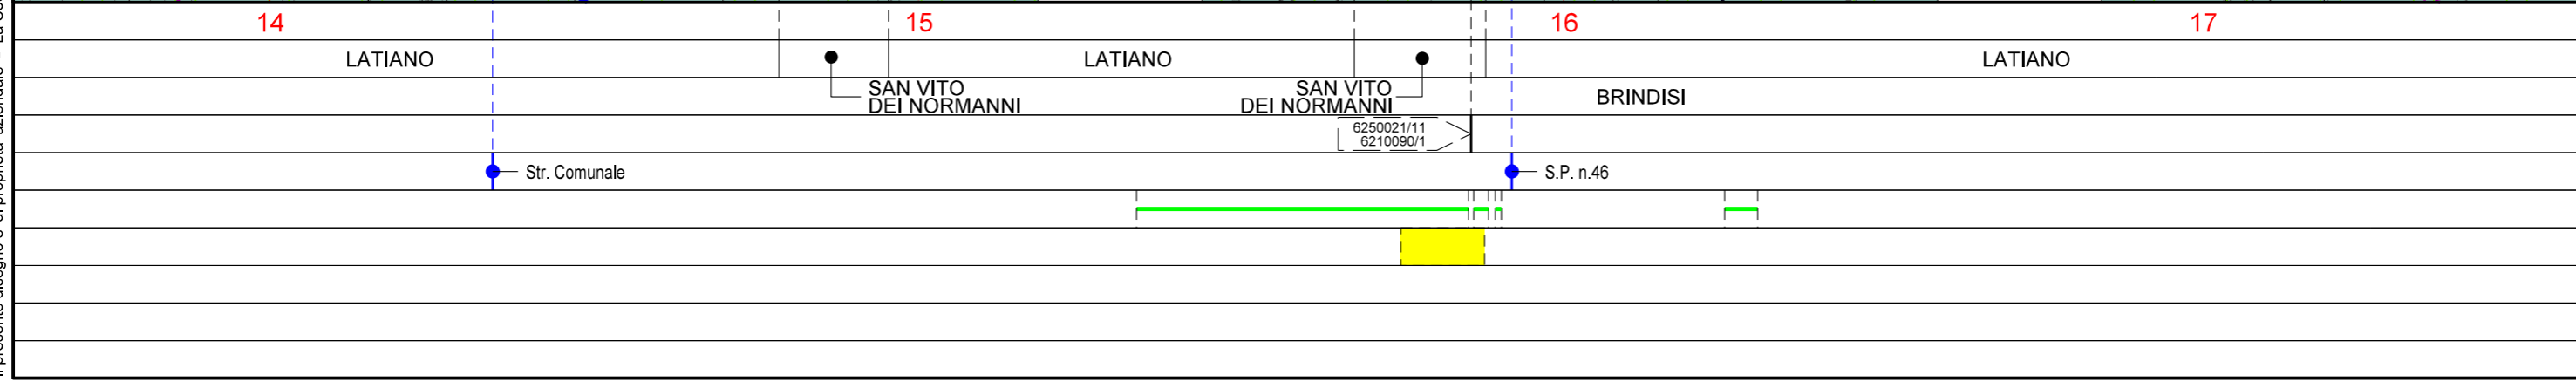 14 15 16 17
LATIANO LATIANO LATIANO
SAN VITO
DEI NORMANNI
SAN VITO
DEI NORMANNI
BRINDISI
6250021/11
6210090/1
Str. Comunale S.P. n.46